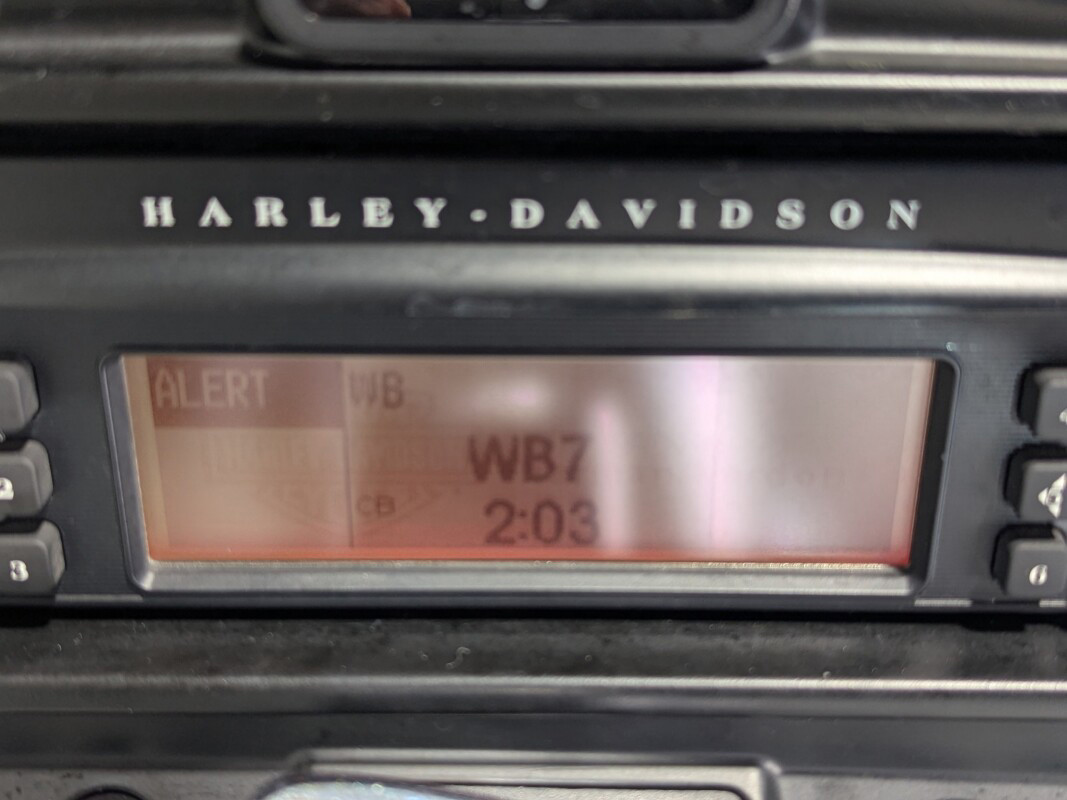 HARLEY-DAVIDSON
ALERT WB
WB7
CB 2:03
2
3
6